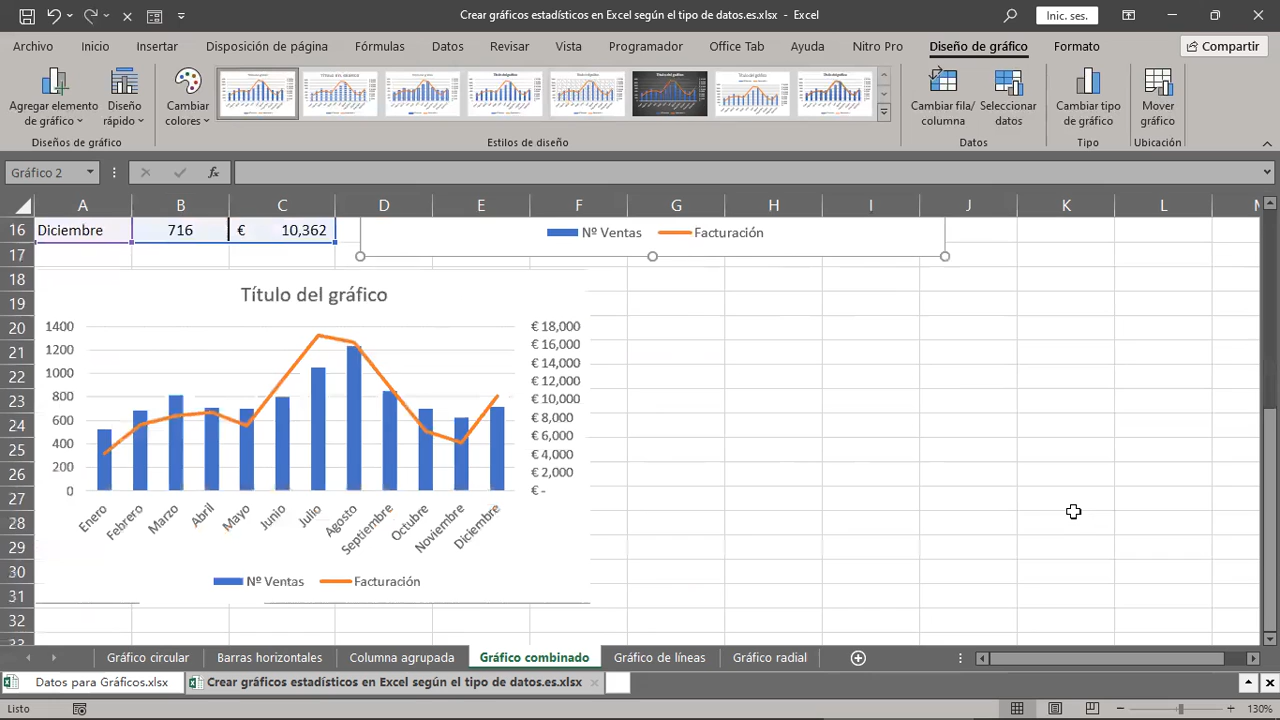 Crear gráficos estadísticos en Excel según el tipo de datos.es.xlsx - Excel
Inic. ses.
Archivo Inicio Insertar Disposición de página Fórmulas Datos Revisar Vista Programador Office Tab Ayuda Nitro Pro Diseño de gráfico Formato Compartir
Agregar elemento de gráfico
Diseño rápido
Cambiar colores
Cambiar fila/ columna
Seleccionar datos
Cambiar tipo de gráfico
Mover gráfico
Diseños de gráfico Estilos de diseño Datos Tipo Ubicación
Gráfico 2 fx
A B C D E F G H I J K L
16 Diciembre 716 € 10,362
Nº Ventas Facturación
17
18
19
20
21
22
23
24
25
26
27
28
29
30
31
32
33
Título del gráfico
1400
1200
1000
800
600
400
200
0
€ 18,000
€ 16,000
€ 14,000
€ 12,000
€ 10,000
€ 8,000
€ 6,000
€ 4,000
€ 2,000
€ -
Enero Febrero Marzo Abril Mayo Junio Julio Agosto Septiembre Octubre Noviembre Diciembre
Nº Ventas Facturación
Gráfico circular Barras horizontales Columna agrupada Gráfico combinado Gráfico de líneas Gráfico radial
Datos para Gráficos.xlsx Crear gráficos estadísticos en Excel según el tipo de datos.es.xlsx
Listo 130%